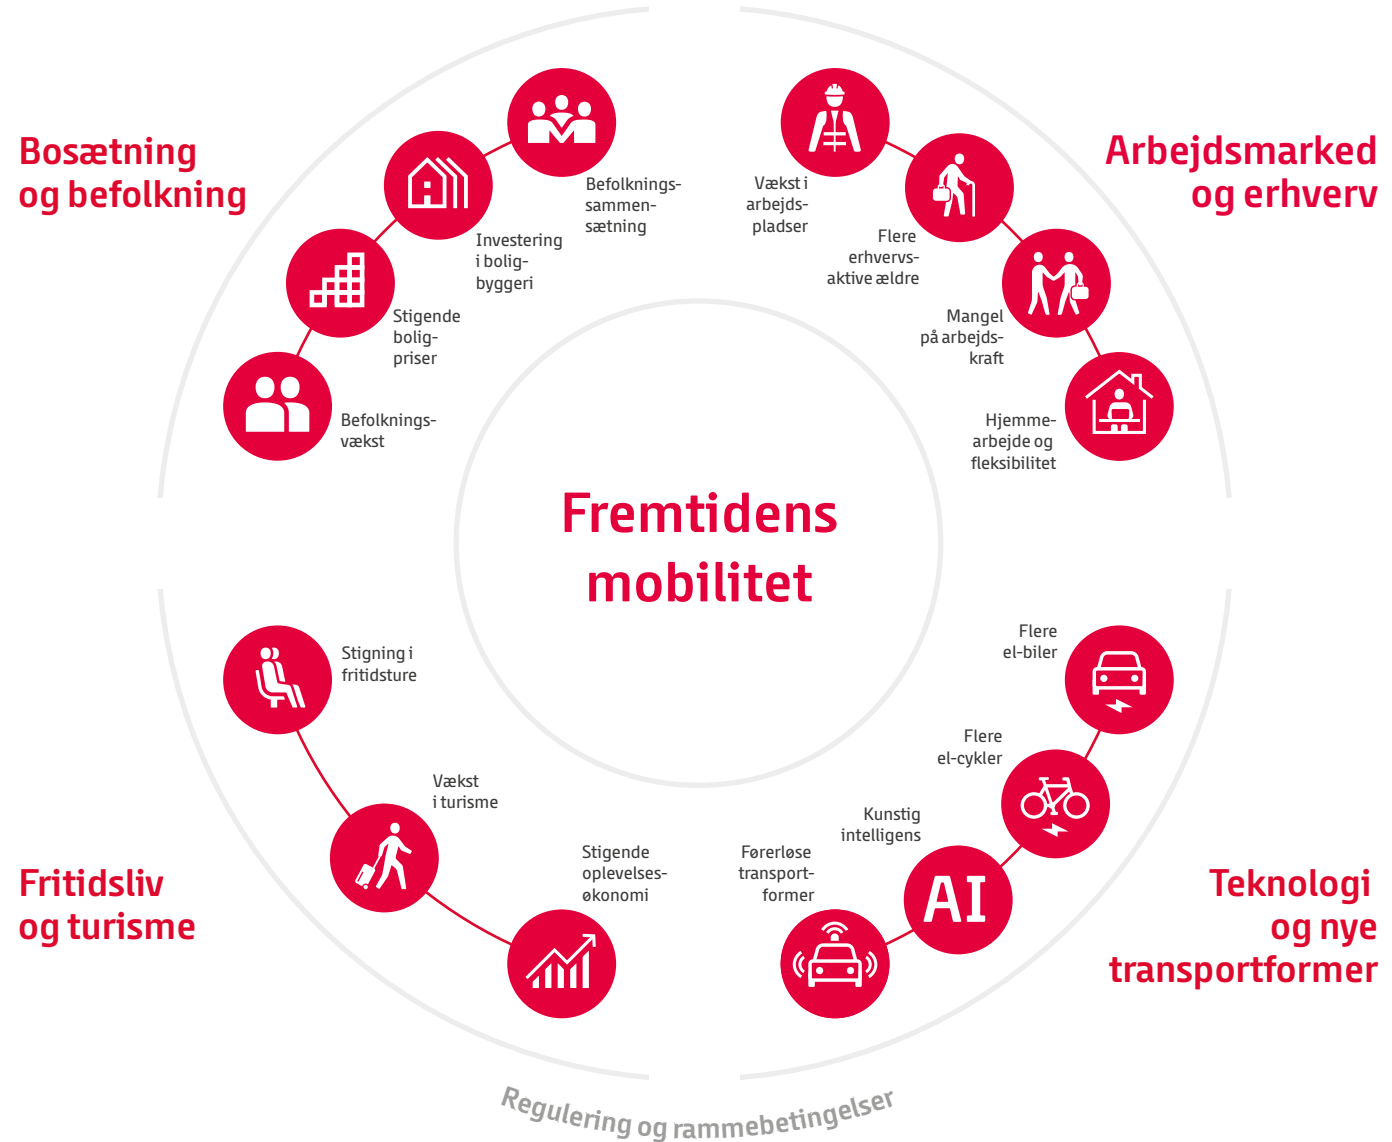 Bosætning
og befolkning
Befolknings-
sammen-
sætning
Investering
i bolig-
byggeri
Stigende
bolig-
priser
Befolknings-
vækst
Arbejdsmarked
og erhverv
Vækst i
arbejds-
pladser
Flere
erhvervs-
aktive ældre
Mangel
på arbejds-
kraft
Hjemme-
arbejde og
fleksibilitet
Fremtidens
mobilitet
Fritidsliv
og turisme
Stigning i
fritidsture
Vækst
i turisme
Stigende
oplevelses-
økonomi
Teknologi
og nye
transportformer
Flere
el-biler
Flere
el-cykler
Kunstig
intelligens
AI
Førerløse
transport-
former
Regulering og rammebetingelser